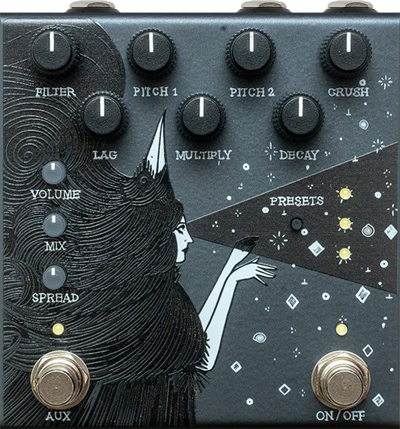 FILTER PITCH 1 PITCH 2 CRUSH
LAG MULTIPLY DECAY
VOLUME
PRESETS
MIX
SPREAD
AUX ON/OFF